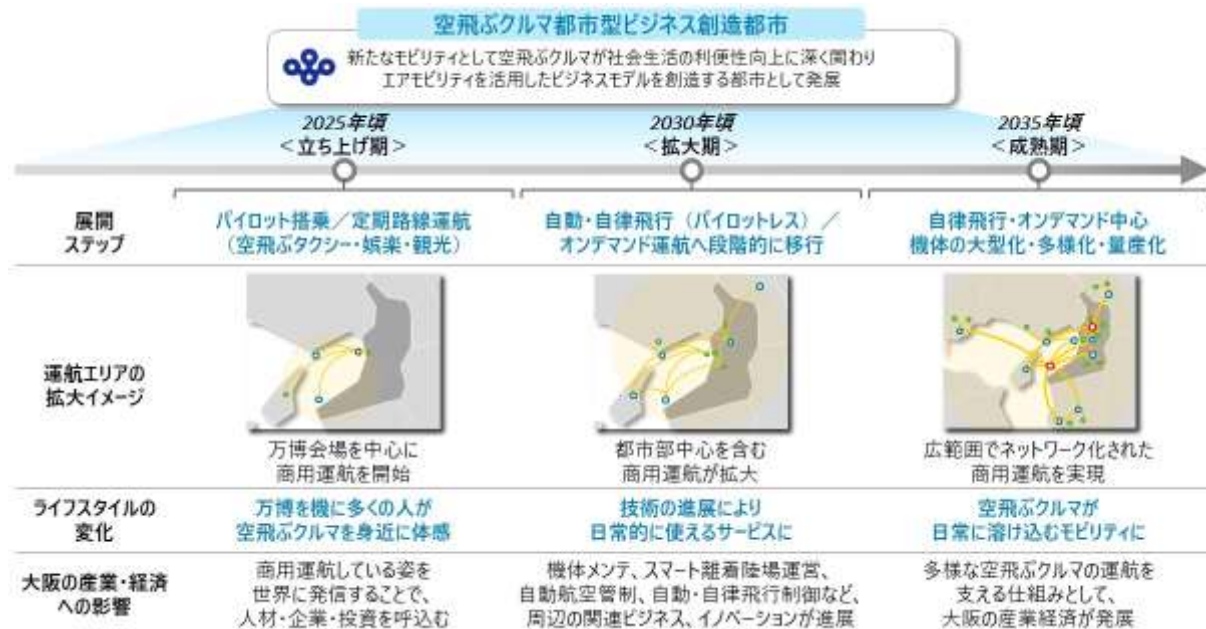 空飛ぶクルマ都市型ビジネス創造都市
新たなモビリティとして空飛ぶクルマが社会生活の利便性向上に深く関わり
エアモビリティを活用したビジネスモデルを創造する都市として発展
2025年頃
＜立ち上げ期＞
2030年頃
＜拡大期＞
2035年頃
＜成熟期＞
展開
ステップ
パイロット搭乗／定期路線運航
（空飛ぶタクシー・娯楽・観光）
自動・自律飛行（パイロットレス）／
オンデマンド運航へ段階的に移行
自律飛行・オンデマンド中心
機体の大型化・多様化・量産化
運航エリアの
拡大イメージ
万博会場を中心に
商用運航を開始
都市部中心を含む
商用運航が拡大
広範囲でネットワーク化された
商用運航を実現
ライフスタイルの
変化
万博を機に多くの人が
空飛ぶクルマを身近に体感
技術の進展により
日常的に使えるサービスに
空飛ぶクルマが
日常に溶け込むモビリティに
大阪の産業・経済
への影響
商用運航している姿を
世界に発信することで、
人材・企業・投資を呼込む
機体メンテ、スマート離着陸場運営、
自動航空管制、自動・自律飛行制御など、
周辺の関連ビジネス、イノベーションが進展
多様な空飛ぶクルマの運航を
支える仕組みとして、
大阪の産業経済が発展